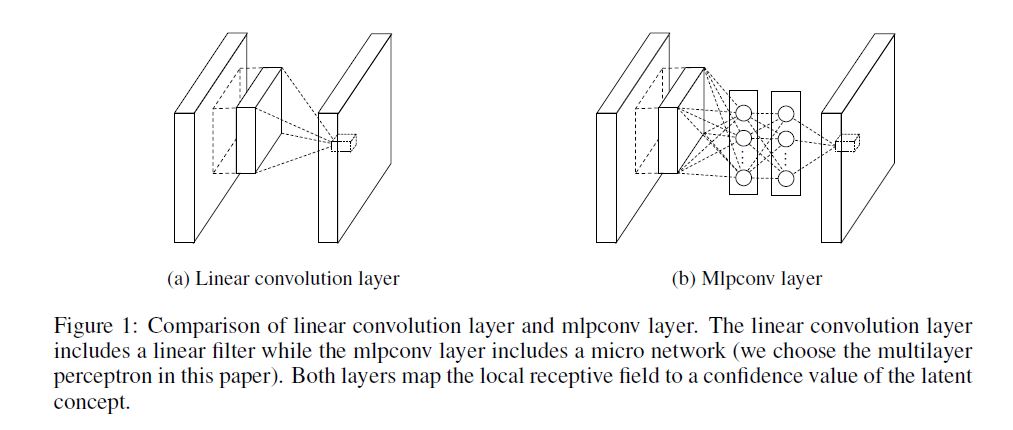 (a) Linear convolution layer
(b) Mlpconv layer
Figure 1: Comparison of linear convolution layer and mlpconv layer. The linear convolution layer
includes a linear filter while the mlpconv layer includes a micro network (we choose the multilayer
perceptron in this paper). Both layers map the local receptive field to a confidence value of the latent
concept.